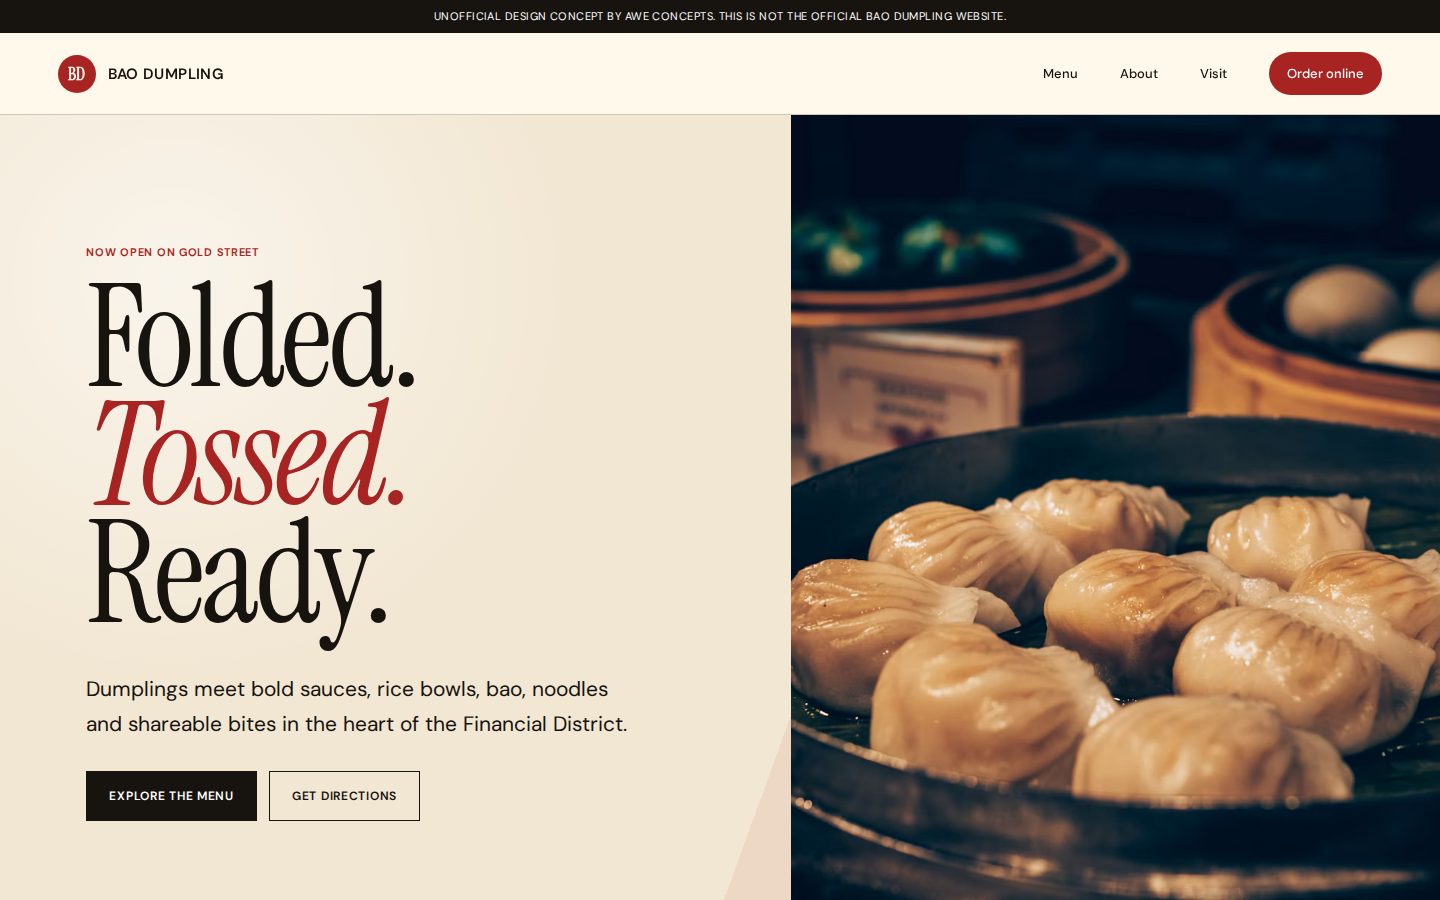 UNOFFICIAL DESIGN CONCEPT BY AWE CONCEPTS. THIS IS NOT THE OFFICIAL BAO DUMPLING WEBSITE.
BD BAO DUMPLING
Menu About Visit Order online
NOW OPEN ON GOLD STREET
Folded.
Tossed.
Ready.
Dumplings meet bold sauces, rice bowls, bao, noodles
and shareable bites in the heart of the Financial District.
EXPLORE THE MENU GET DIRECTIONS